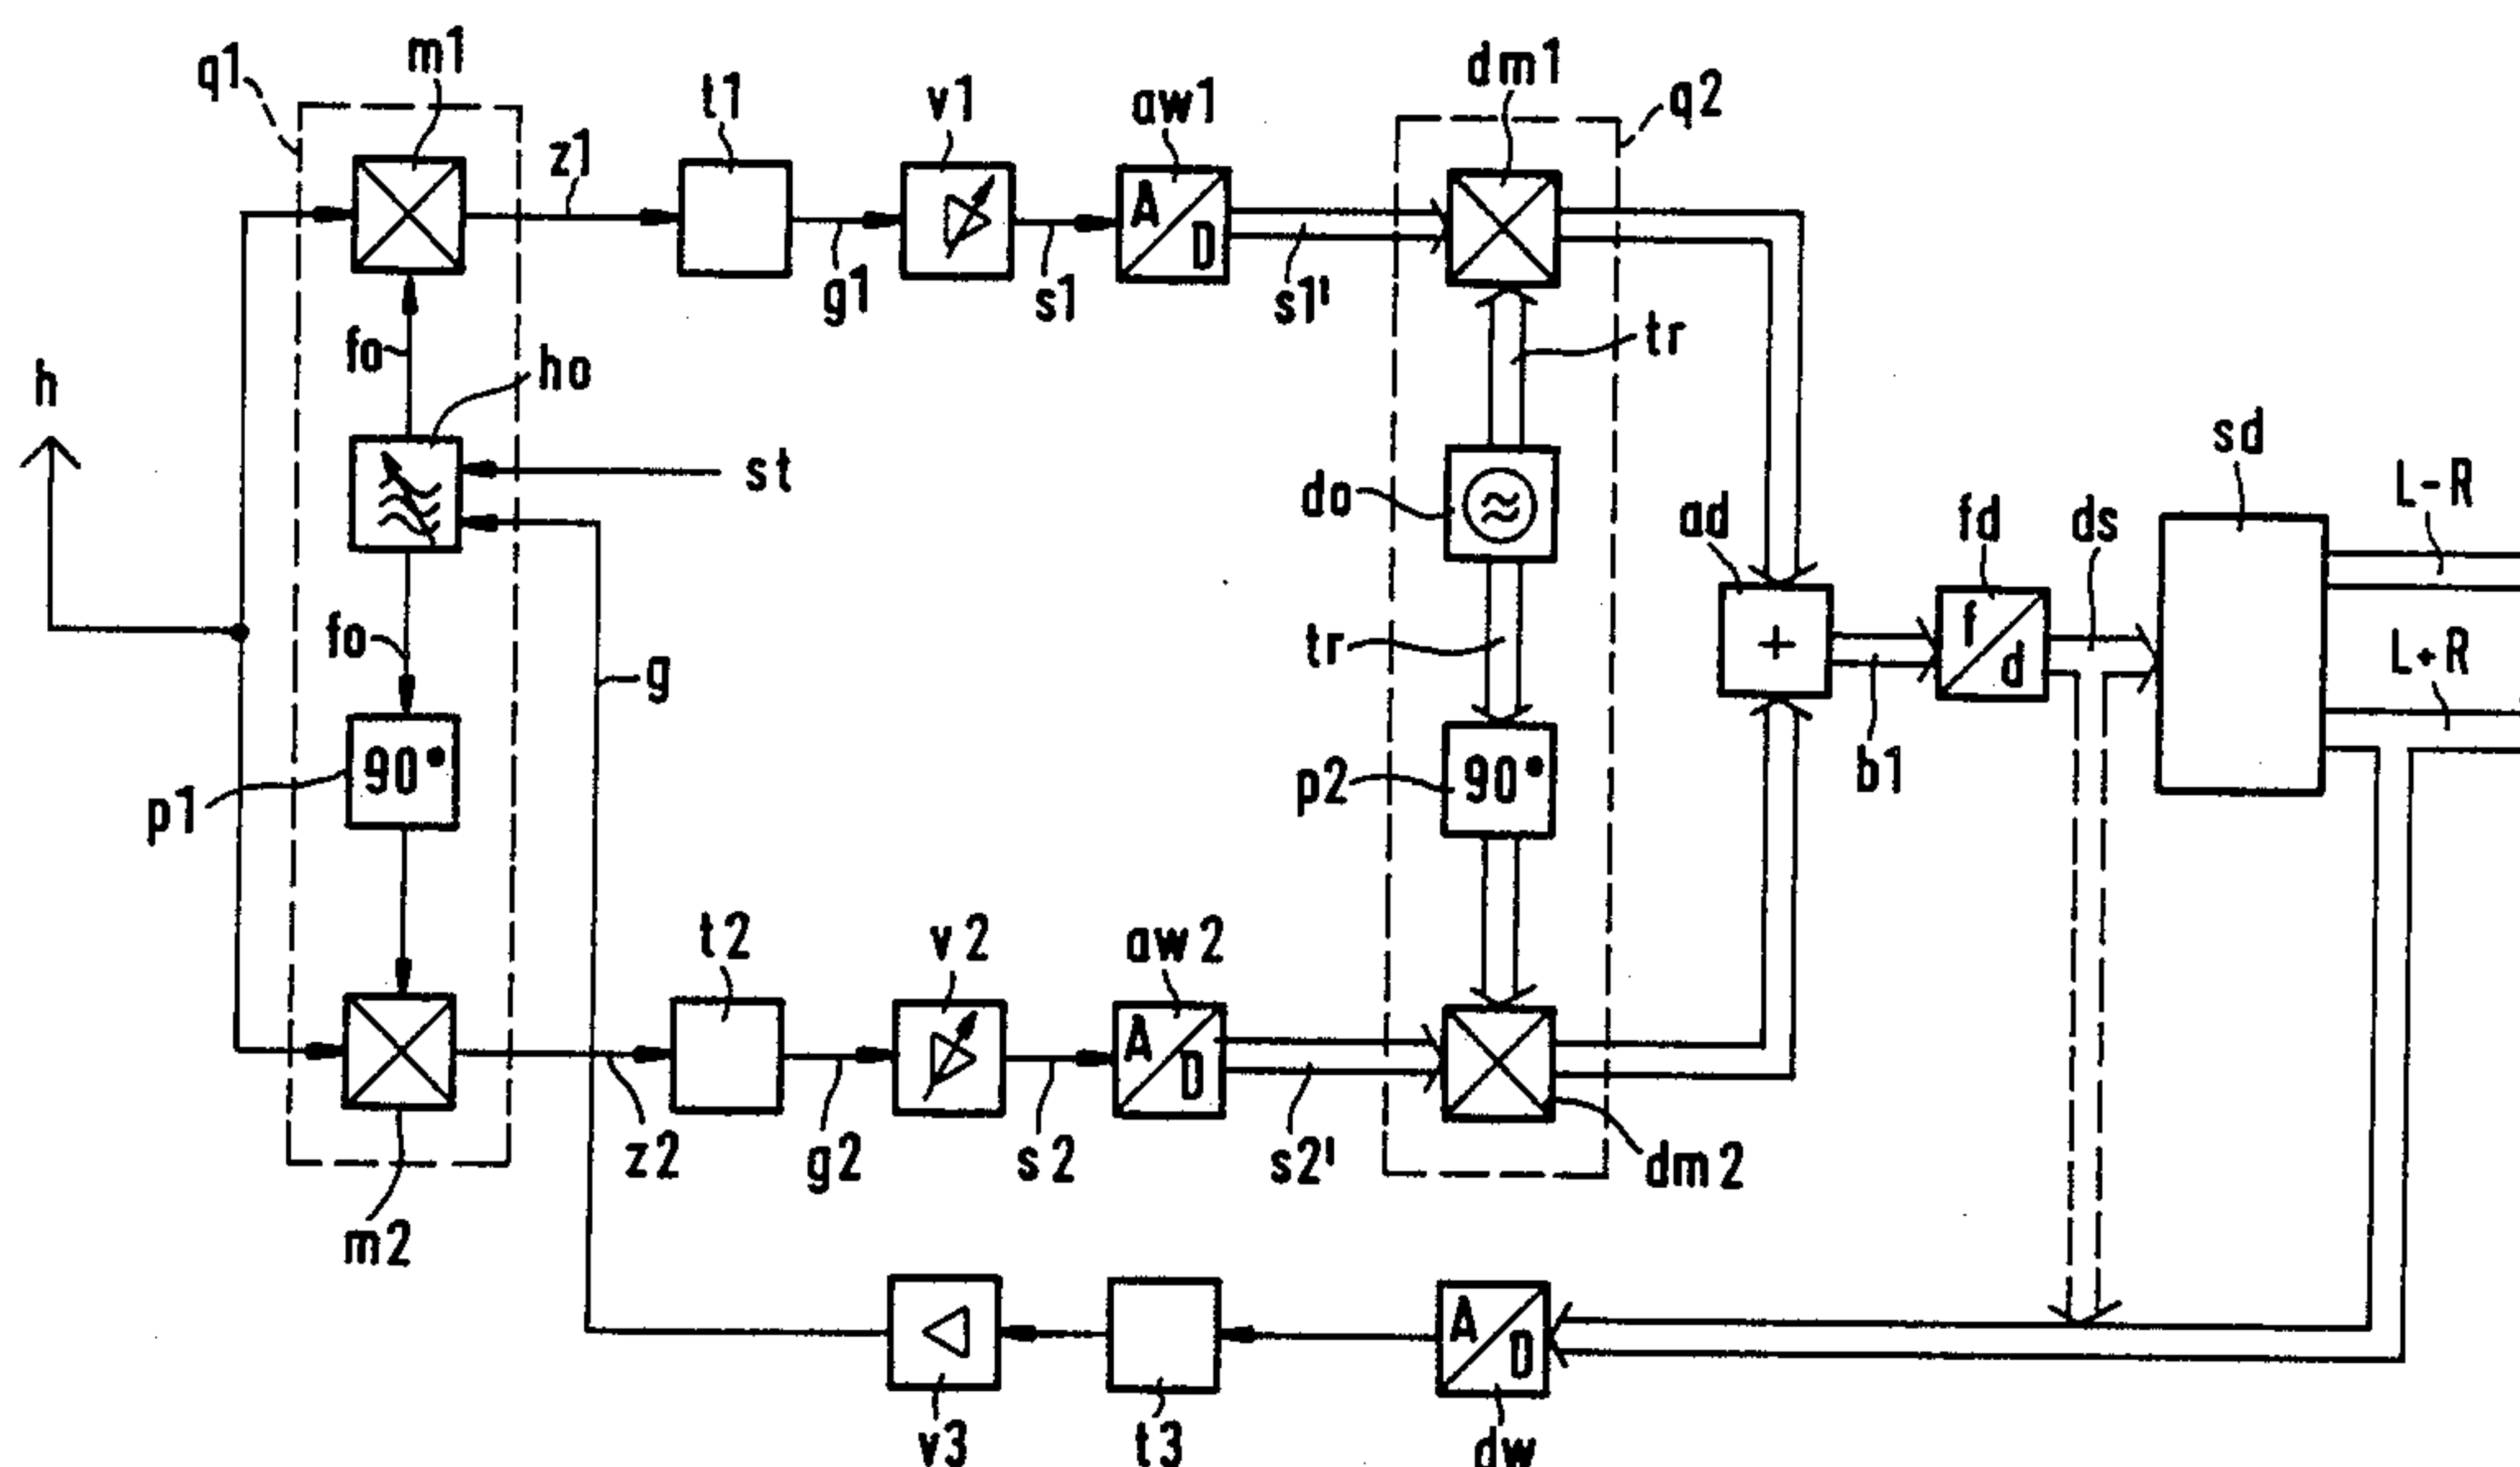 m1
q1
t1
v1
aw1
dm1
q2
z1
A
D
g1
s1
s1'
fo
ho
tr
h
st
do
ad
fd
ds
sd
L-R
f
d
+
fo
g
tr
L+R
90°
p1
90°
p2
b1
t2
v2
aw2
A
D
z2
g2
s2
s2'
dm2
m2
A
D
v3
t3
dw